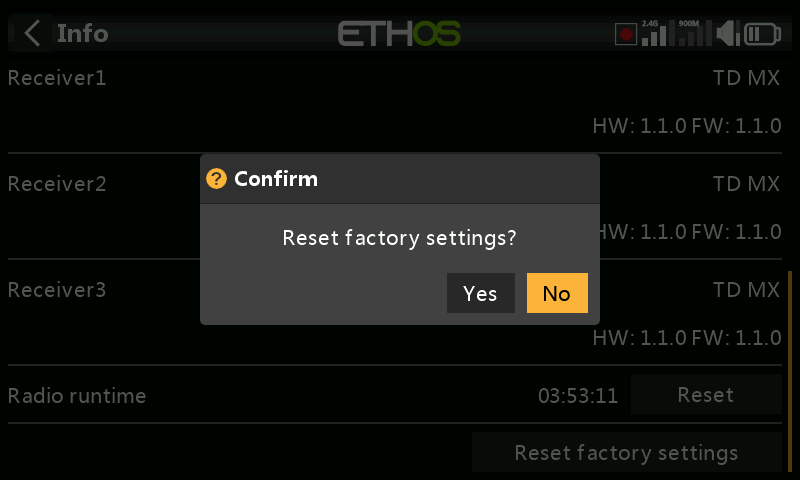 Info
ETHOS
2.4G
900M
Receiver1
TD MX
HW: 1.1.0 FW: 1.1.0
Receiver2
TD MX
HW: 1.1.0 FW: 1.1.0
? Confirm
Reset factory settings?
Yes
No
Receiver3
TD MX
HW: 1.1.0 FW: 1.1.0
Radio runtime
03:53:11
Reset
Reset factory settings